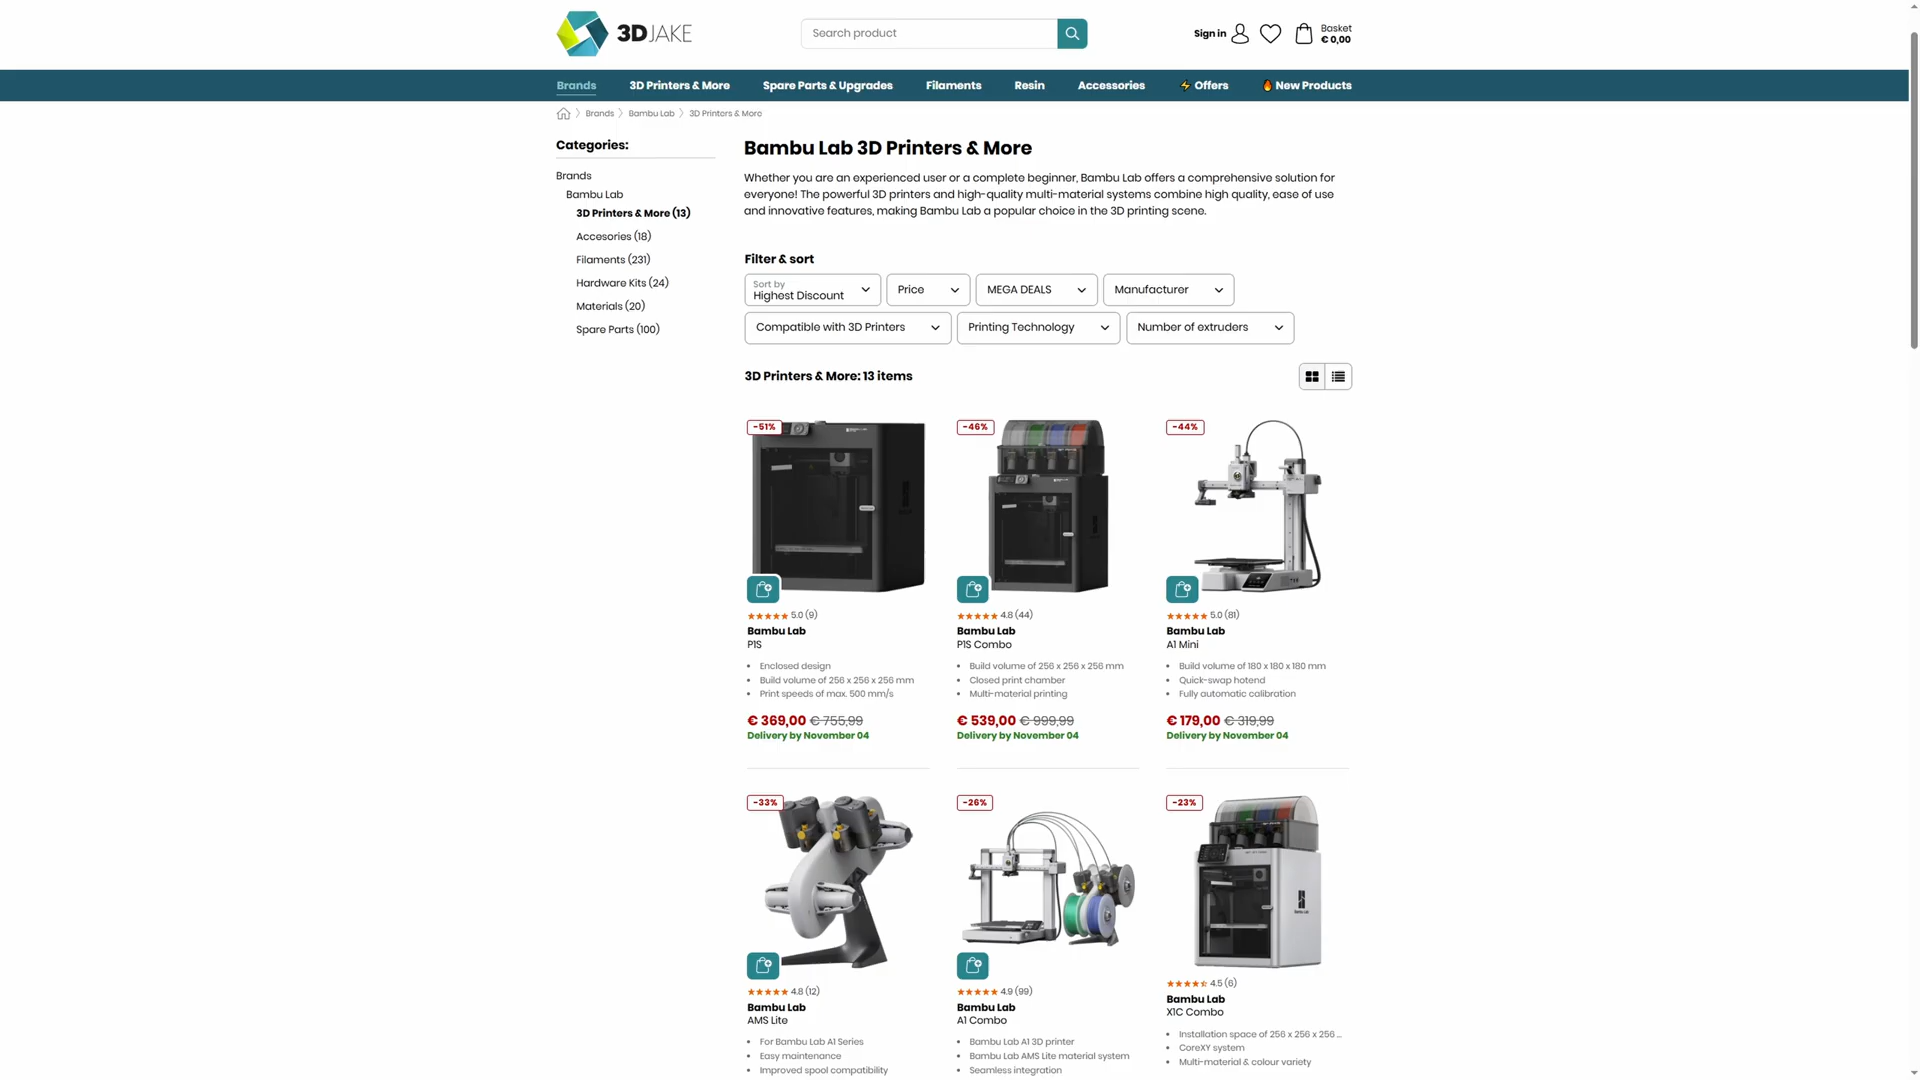 3DJAKE
Search product
Sign in
Basket
€ 0,00
Brands
3D Printers & More
Spare Parts & Upgrades
Filaments
Resin
Accessories
Offers
New Products
Brands
Bambu Lab
3D Printers & More
Categories:
Brands
Bambu Lab
3D Printers & More (13)
Accesories (18)
Filaments (231)
Hardware Kits (24)
Materials (20)
Spare Parts (100)
Bambu Lab 3D Printers & More
Whether you are an experienced user or a complete beginner, Bambu Lab offers a comprehensive solution for
everyone! The powerful 3D printers and high-quality multi-material systems combine high quality, ease of use
and innovative features, making Bambu Lab a popular choice in the 3D printing scene.
Filter & sort
Sort by
Highest Discount
Price
MEGA DEALS
Manufacturer
Compatible with 3D Printers
Printing Technology
Number of extruders
3D Printers & More: 13 items
-51%
5.0 (9)
Bambu Lab
P1S
Enclosed design
Build volume of 256 x 256 x 256 mm
Print speeds of max. 500 mm/s
€ 369,00 € 755,99
Delivery by November 04
-46%
4.8 (44)
Bambu Lab
P1S Combo
Build volume of 256 x 256 x 256 mm
Closed print chamber
Multi-material printing
€ 539,00 € 999,99
Delivery by November 04
-44%
5.0 (81)
Bambu Lab
A1 Mini
Build volume of 180 x 180 x 180 mm
Quick-swap hotend
Fully automatic calibration
€ 179,00 € 319,99
Delivery by November 04
-33%
4.8 (12)
Bambu Lab
AMS Lite
For Bambu Lab A1 Series
Easy maintenance
Improved spool compatibility
-26%
4.9 (99)
Bambu Lab
A1 Combo
Bambu Lab A1 3D printer
Bambu Lab AMS Lite material system
Seamless integration
-23%
Bambu Lab
4.5 (6)
Bambu Lab
X1C Combo
Installation space of 256 x 256 x 256 ...
CoreXY system
Multi-material & colour variety